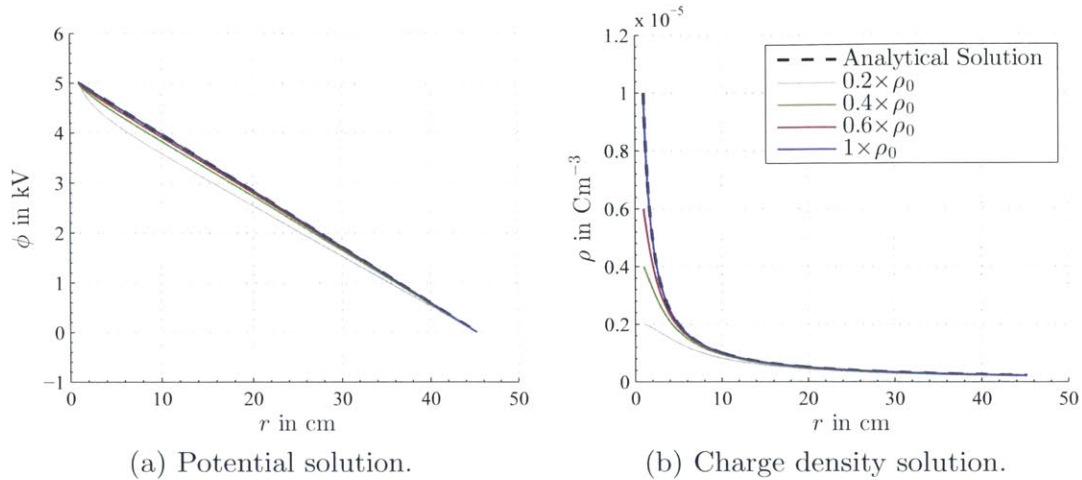 6
5
4
3
2
1
0
−1
0 10 20 30 40 50
ϕ in kV
r in cm
(a) Potential solution.
x 10⁻⁵
1.2
1
0.8
0.6
0.4
0.2
0
0 10 20 30 40 50
ρ in Cm⁻³
r in cm
Analytical Solution
0.2×ρ₀
0.4×ρ₀
0.6×ρ₀
1×ρ₀
(b) Charge density solution.